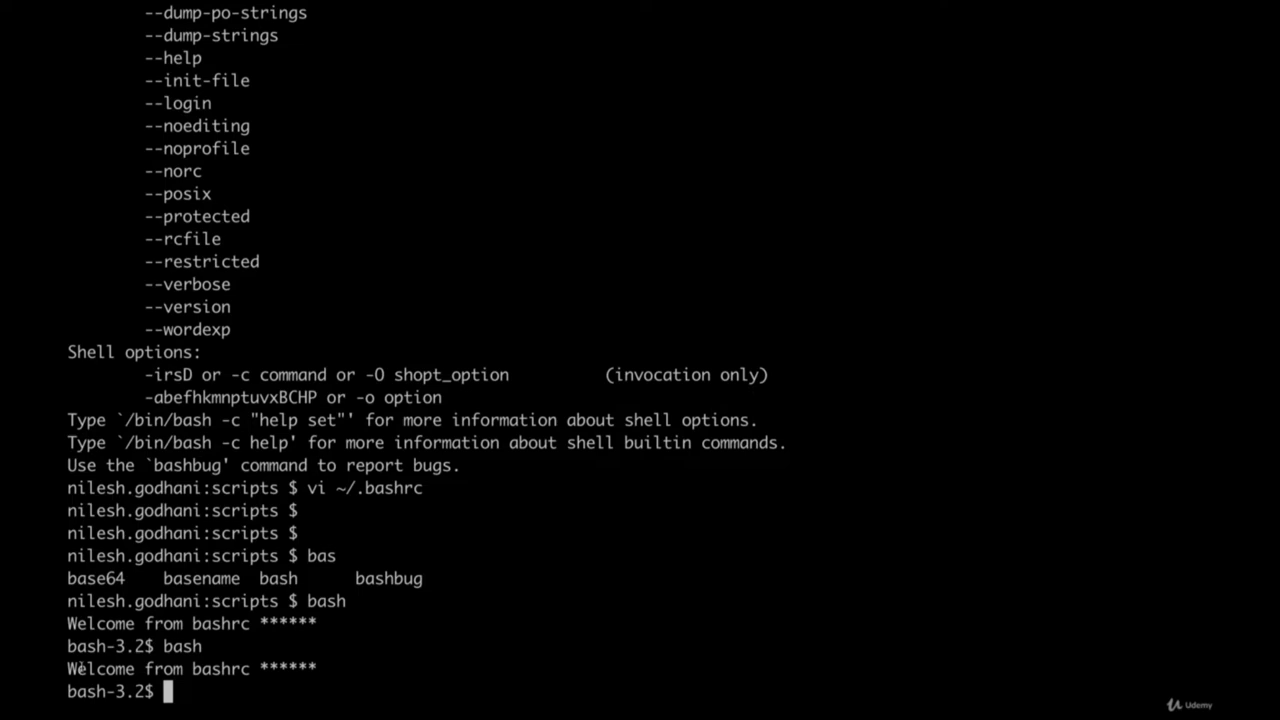 --dump-po-strings
--dump-strings
--help
--init-file
--login
--noediting
--noprofile
--norc
--posix
--protected
--rcfile
--restricted
--verbose
--version
--wordexp
Shell options:
-irsD or -c command or -O shopt_option (invocation only)
-abefhkmnptuvxBCHP or -o option
Type `/bin/bash -c "help set"' for more information about shell options.
Type `/bin/bash -c help' for more information about shell builtin commands.
Use the `bashbug' command to report bugs.
nilesh.godhani:scripts $ vi ~/.bashrc
nilesh.godhani:scripts $
nilesh.godhani:scripts $
nilesh.godhani:scripts $ bas
base64 basename bash bashbug
nilesh.godhani:scripts $ bash
Welcome from bashrc ******
bash-3.2$ bash
Welcome from bashrc ******
bash-3.2$
Udemy